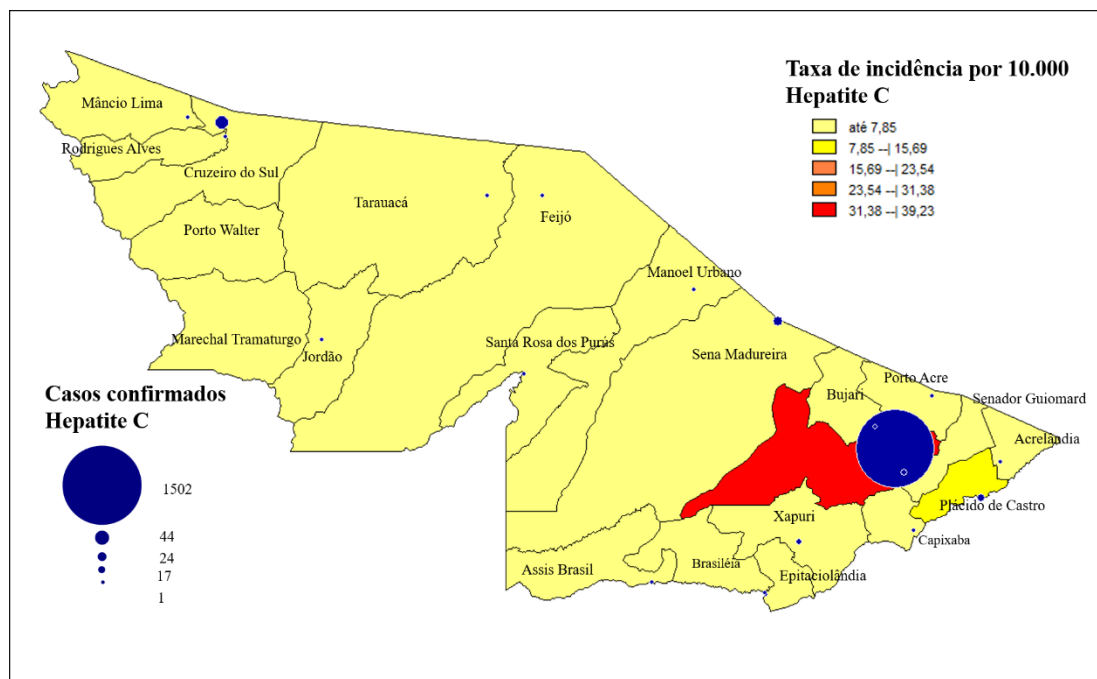 Taxa de incidência por 10.000
Hepatite C
até 7,85
7,85 --| 15,69
15,69 --| 23,54
23,54 --| 31,38
31,38 --| 39,23
Mâncio Lima
Rodrigues Alves
Cruzeiro do Sul
Tarauacá
Feijó
Porto Walter
Manoel Urbano
Marechal Tramaturgo
Jordão
Santa Rosa dos Purús
Sena Madureira
Porto Acre
Bujari
Senador Guiomard
Acrelândia
Plácido de Castro
Xapuri
Capixaba
Assis Brasil
Brasiléia
Epitaciolândia
Casos confirmados
Hepatite C
1502
44
24
17
1